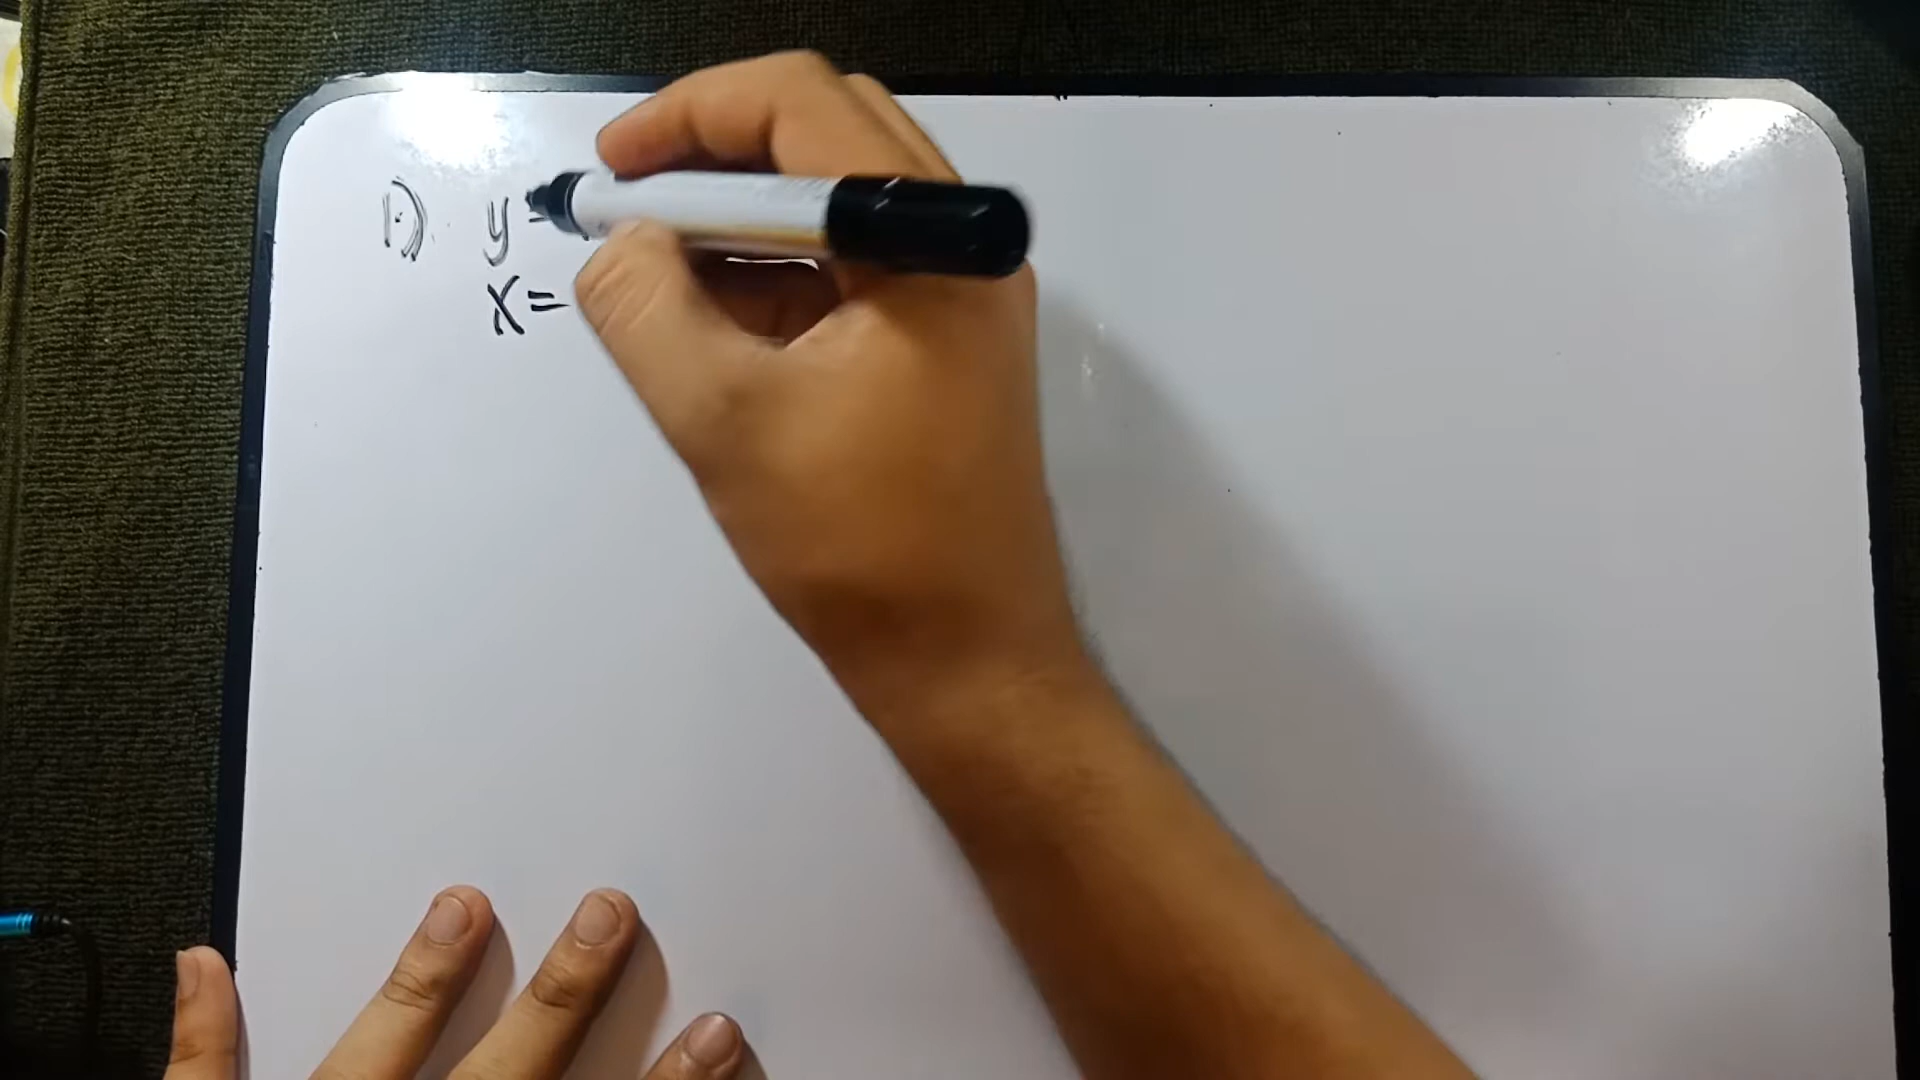 1.) y =
x =